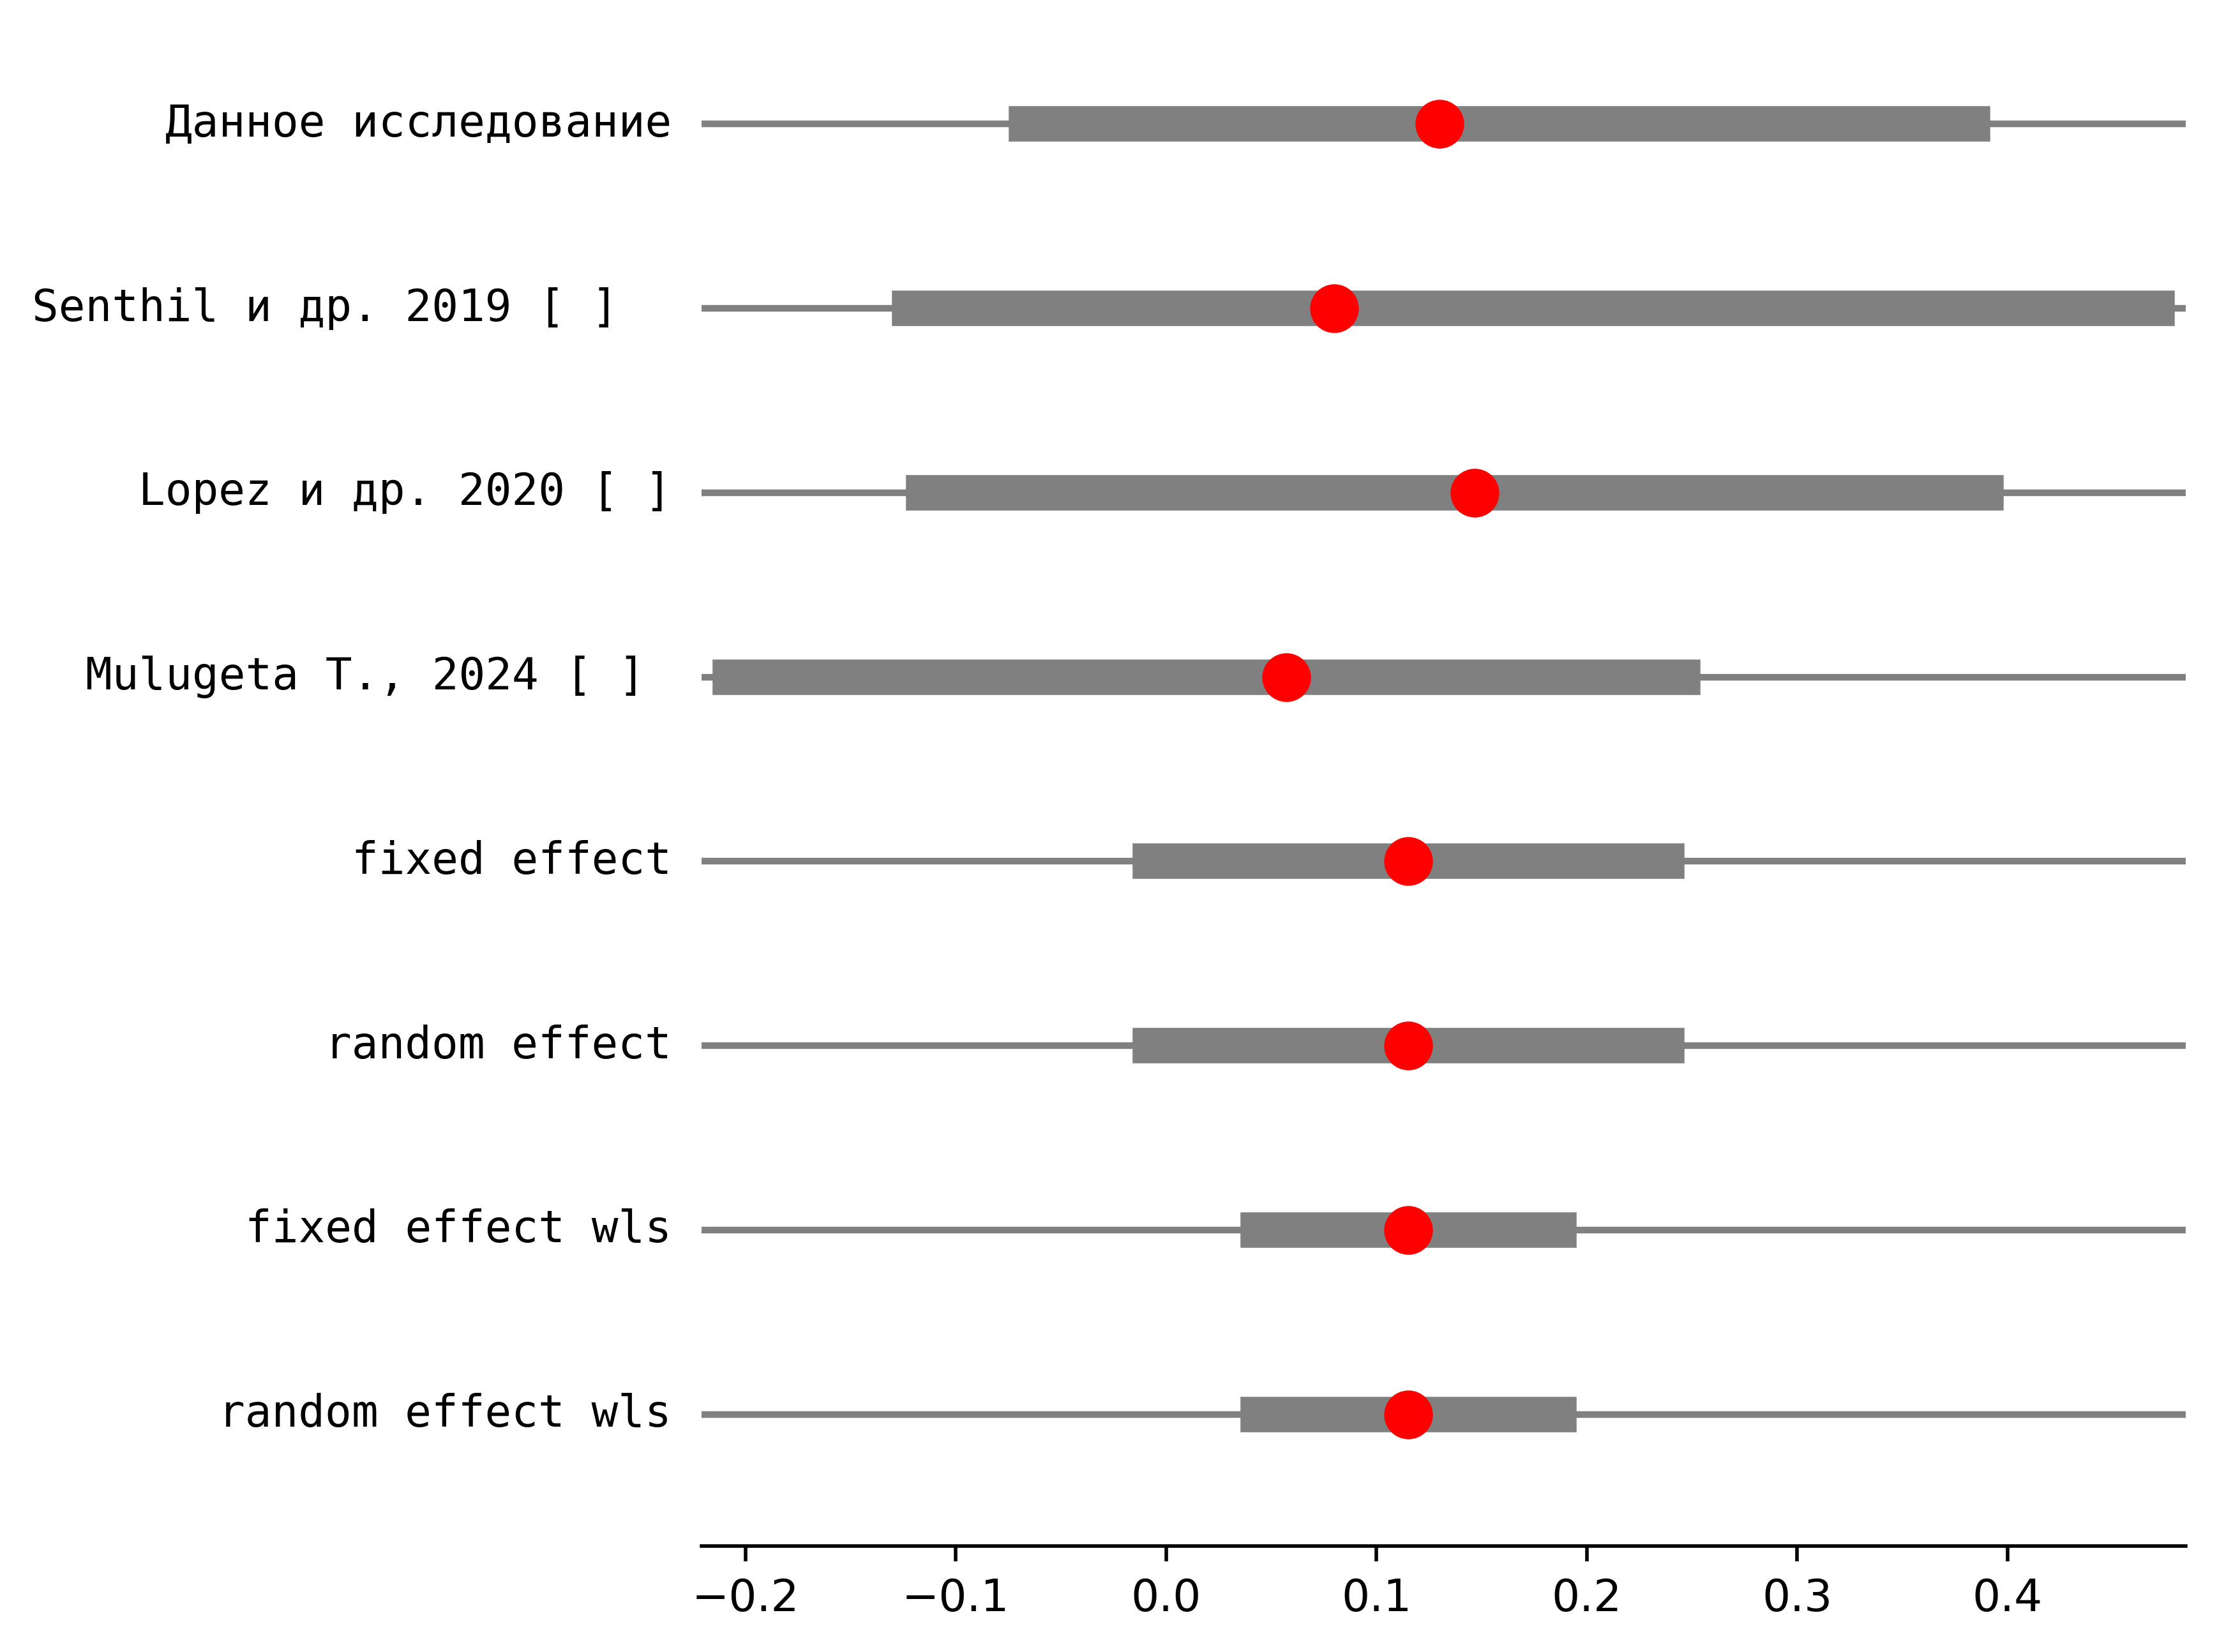 Данное исследование
Senthil и др. 2019 [ ]
Lopez и др. 2020 [ ]
Mulugeta T., 2024 [ ]
fixed effect
random effect
fixed effect wls
random effect wls
−0.2 −0.1 0.0 0.1 0.2 0.3 0.4